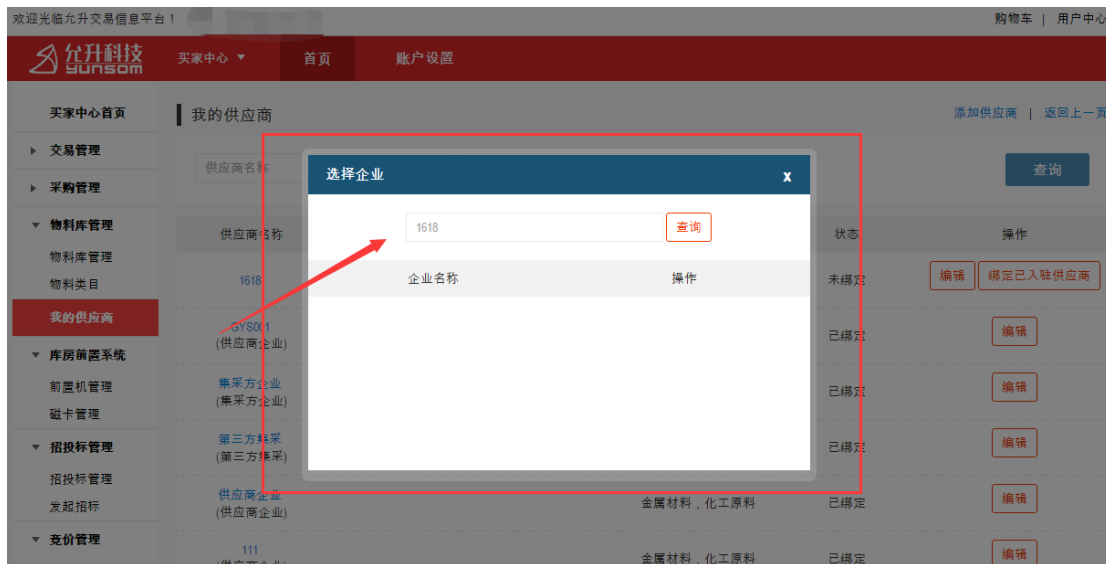 欢迎光临允升交易信息平台！
购物车 | 用户中心
允升科技
YUNSOM
买家中心 ▼ 首页 账户设置
买家中心首页
我的供应商
添加供应商 | 返回上一页
交易管理
采购管理
物料库管理
物料库管理
物料类目
我的供应商
库房前置系统
前置机管理
磁卡管理
招投标管理
招投标管理
发起招标
竞价管理
供应商名称
查询
选择企业 x
1618 查询
企业名称 操作
供应商名称 状态 操作
1618 未绑定 编辑 绑定已入驻供应商
GYS001
(供应商企业) 已绑定 编辑
集采方企业
(集采方企业) 已绑定 编辑
第三方集采
(第三方集采) 已绑定 编辑
供应商企业
(供应商企业) 金属材料，化工原料 已绑定 编辑
111
金属材料，化工原料 已绑定 编辑